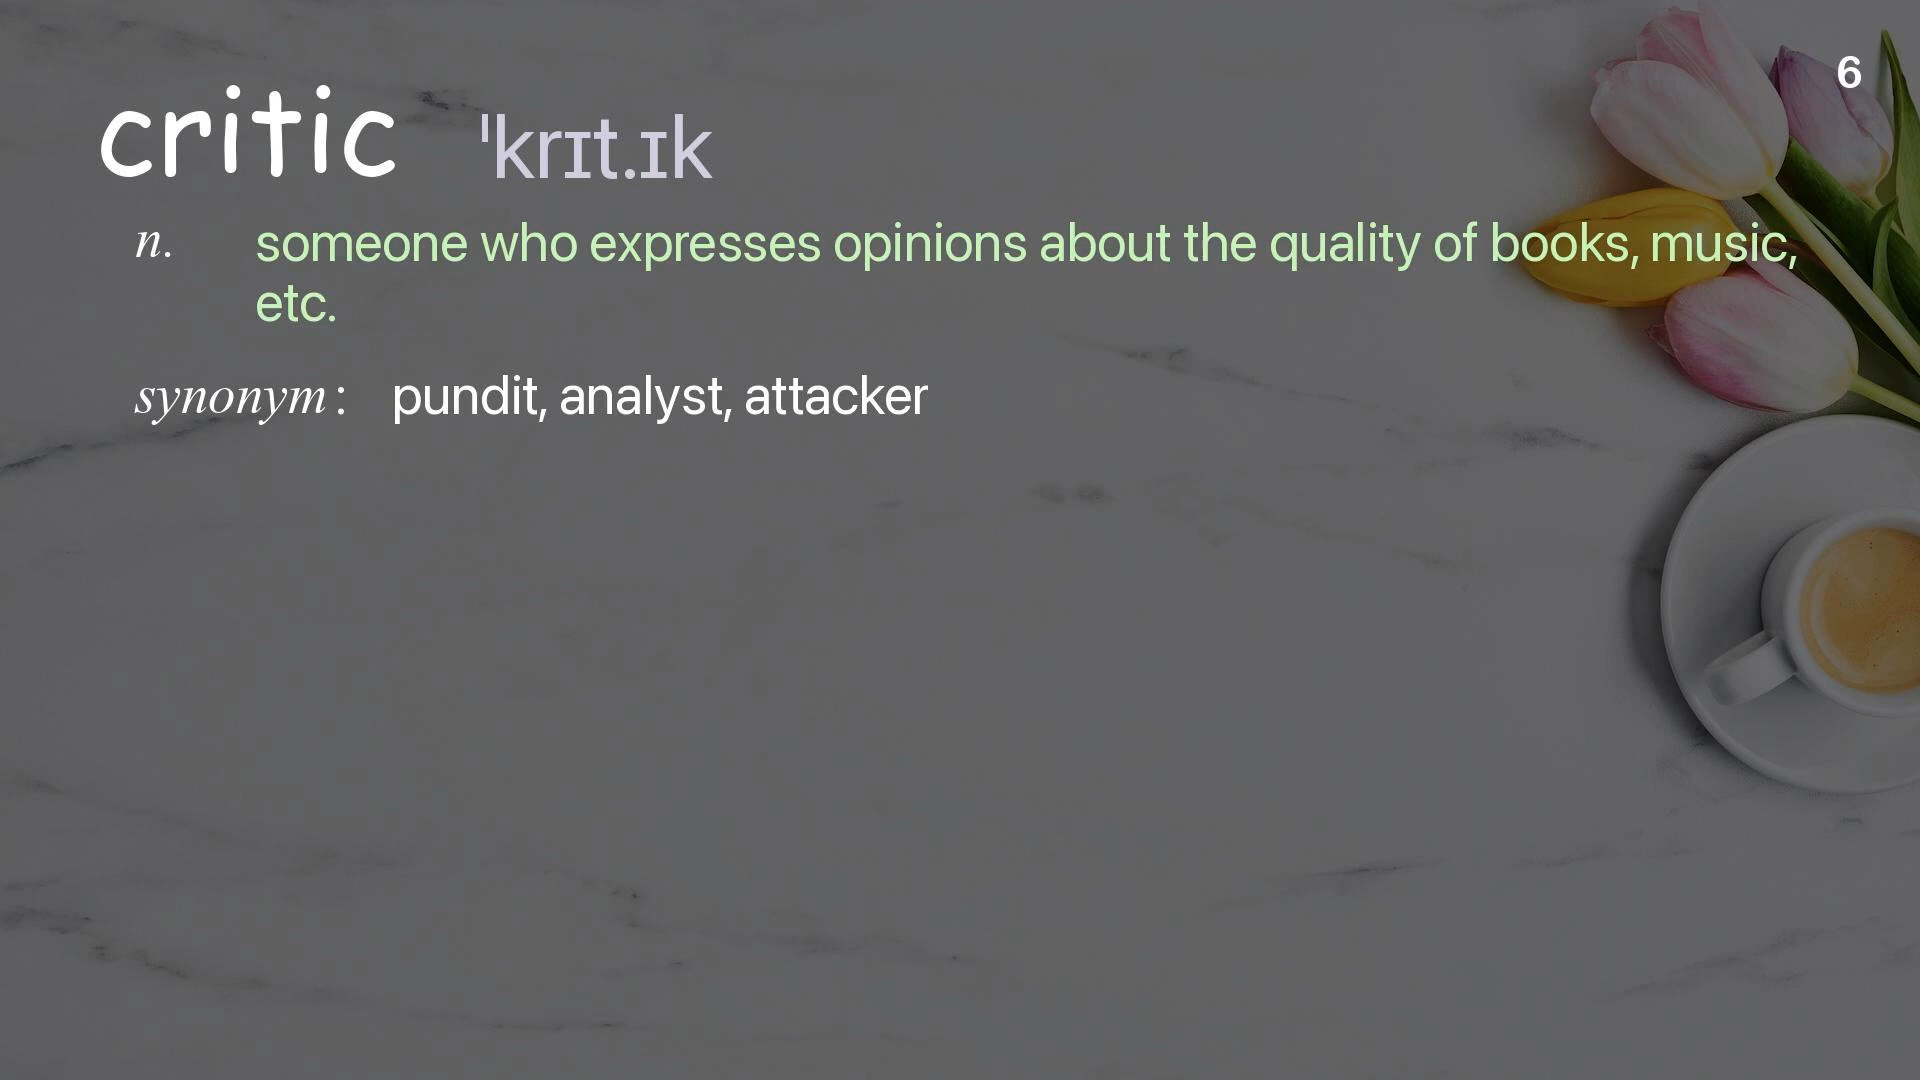 6
critic ˈkrɪt.ɪk
n. someone who expresses opinions about the quality of books, music,
etc.
synonym: pundit, analyst, attacker